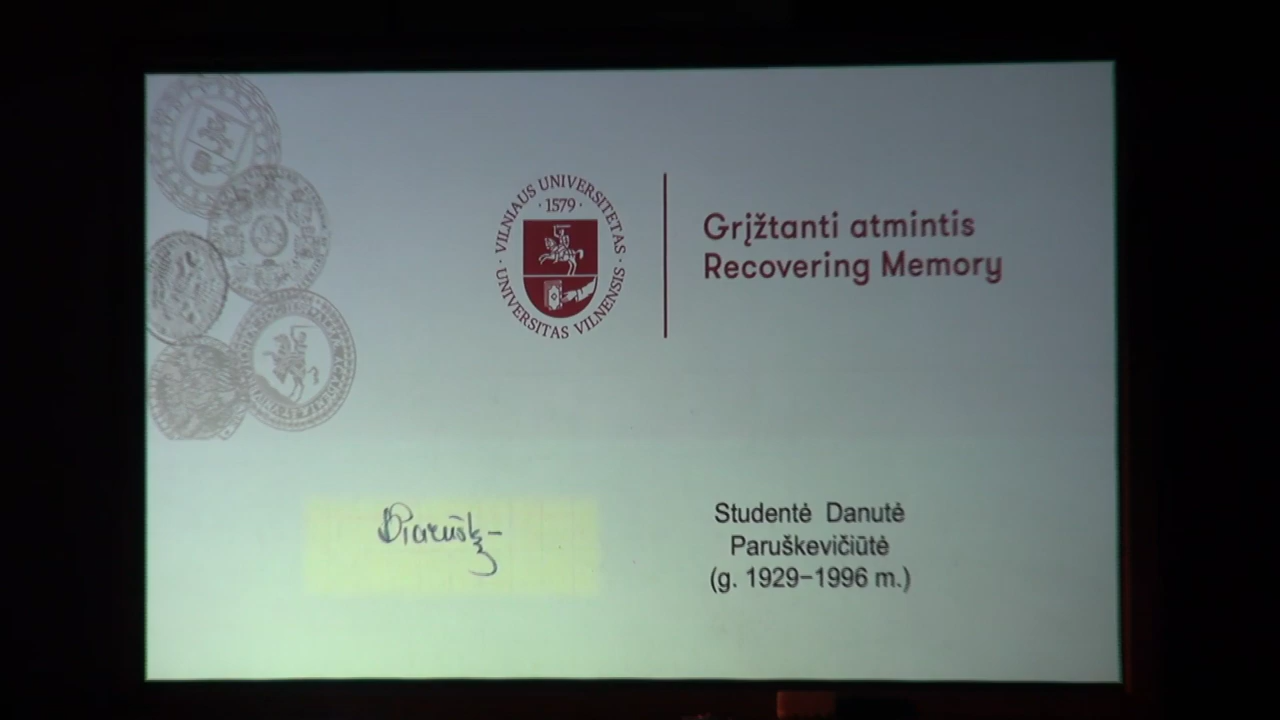 VILNIAUS UNIVERSITETAS
· 1579 ·
· UNIVERSITAS VILNENSIS ·
Grįžtanti atmintis
Recovering Memory
Studentė Danutė
Paruškevičiūtė
(g. 1929–1996 m.)